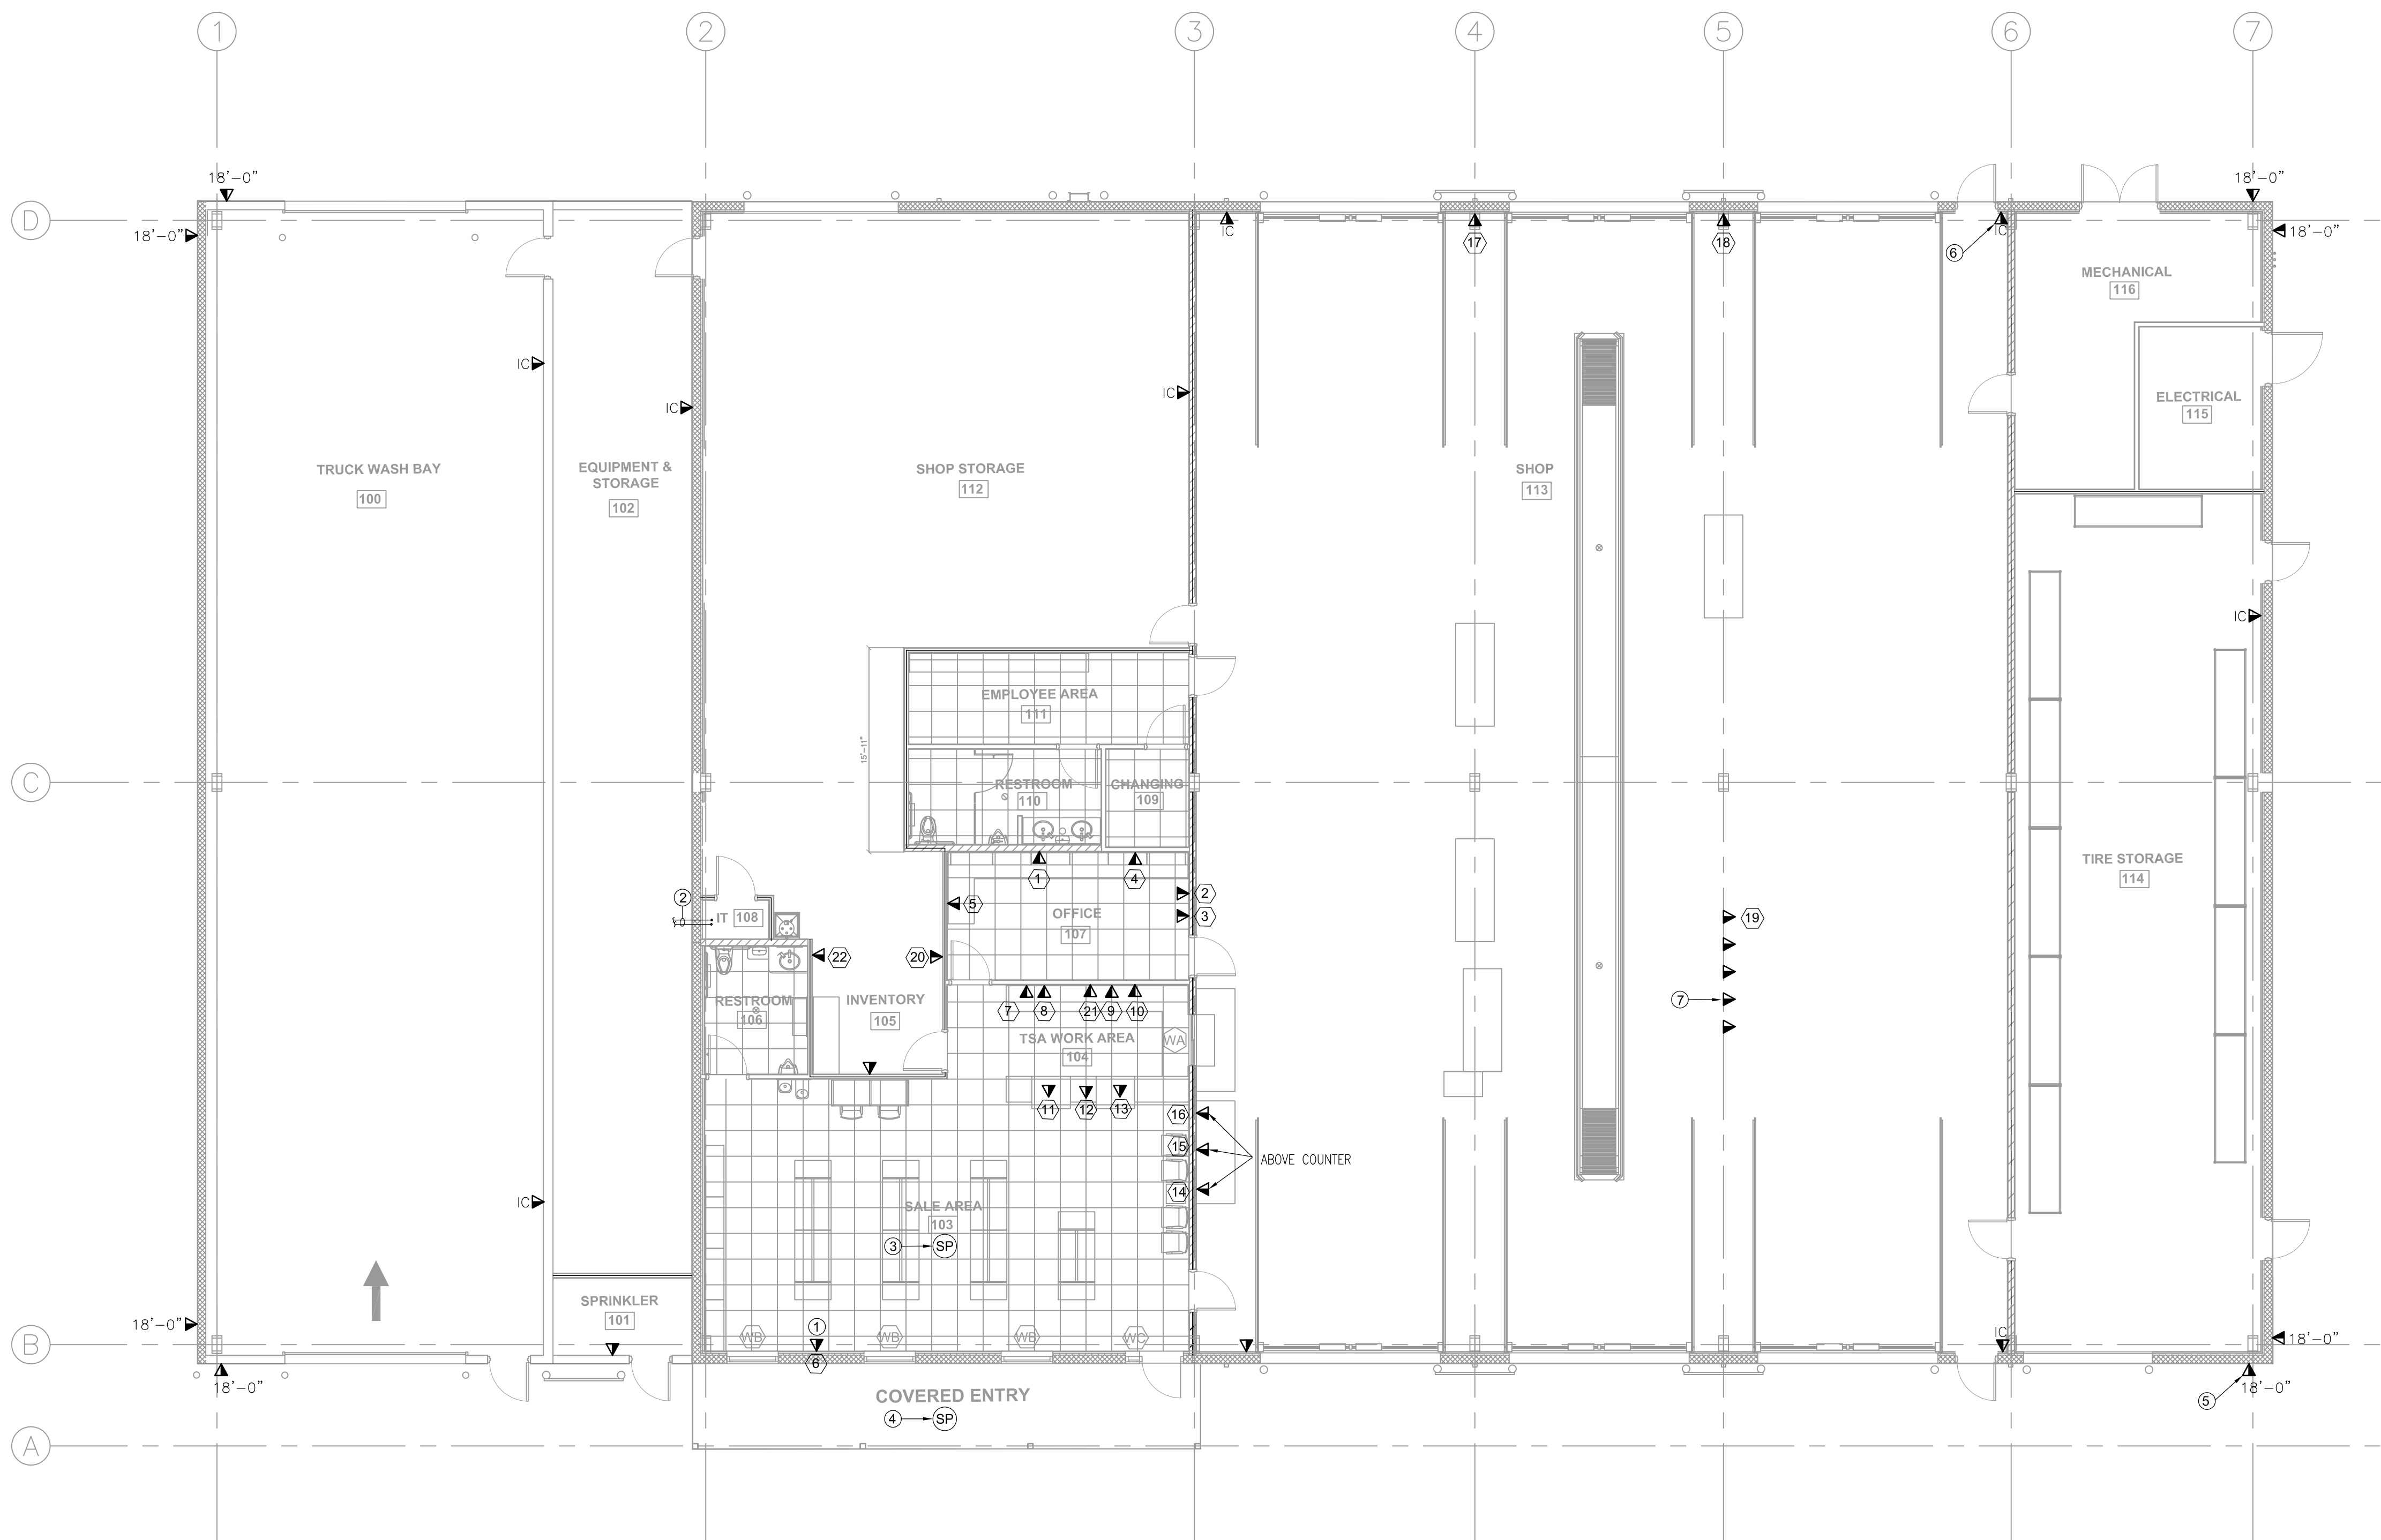 1 2 3 4 5 6 7
18'-0" 18'-0"
D
18'-0" IC 17 18 IC 18'-0"
6
MECHANICAL
116
IC IC
IC
ELECTRICAL
115
TRUCK WASH BAY
100
EQUIPMENT &
STORAGE
102
SHOP STORAGE
112
SHOP
113
IC
EMPLOYEE AREA
111
15'-11"
C
RESTROOM
110
CHANGING
109
TIRE STORAGE
114
1 4
2
2
5
3
OFFICE
107
IT 108
19
22 20
7
RESTROOM
106
INVENTORY
105
7 8 21 9 10
TSA WORK AREA
104
WA
11 12 13
16
15
14
ABOVE COUNTER
IC
SALE AREA
103
3 SP
SPRINKLER
101
18'-0"
B
WB 1 WB WB WC
6
IC
18'-0"
18'-0"
18'-0"
5
COVERED ENTRY
4 SP
A